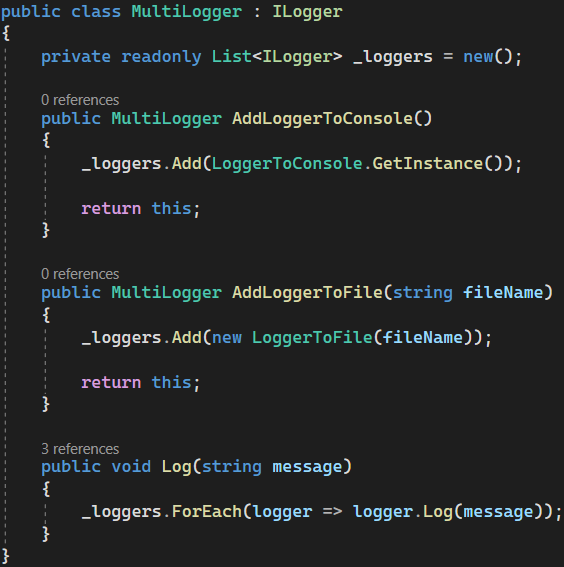 public class MultiLogger : ILogger
{
private readonly List<ILogger> _loggers = new();
0 references
public MultiLogger AddLoggerToConsole()
{
_loggers.Add(LoggerToConsole.GetInstance());
return this;
}
0 references
public MultiLogger AddLoggerToFile(string fileName)
{
_loggers.Add(new LoggerToFile(fileName));
return this;
}
3 references
public void Log(string message)
{
_loggers.ForEach(logger => logger.Log(message));
}
}